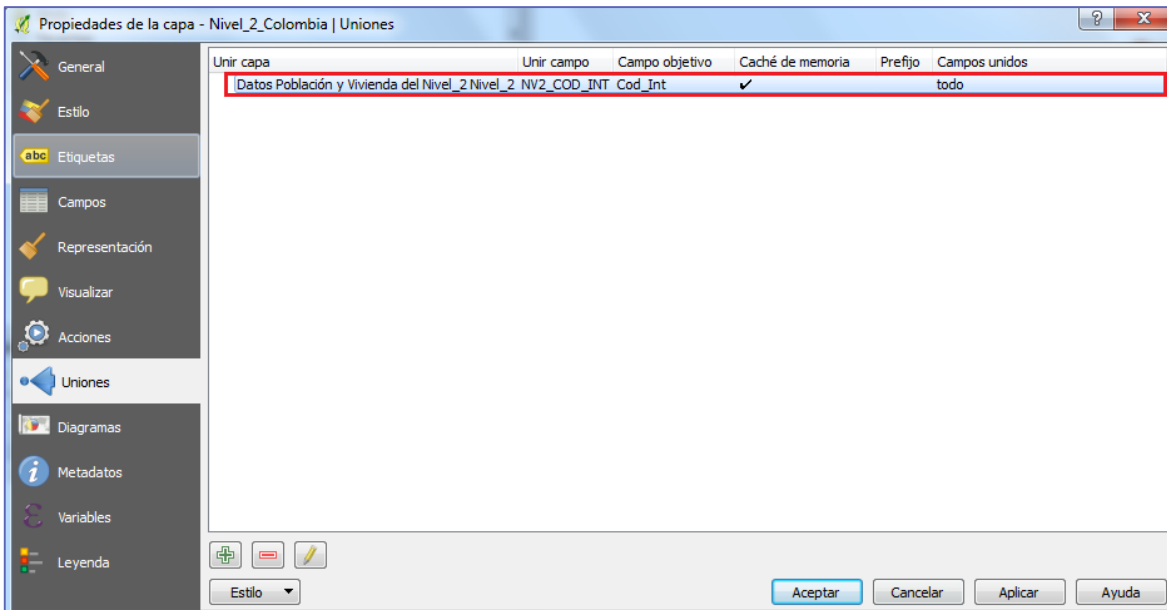 Propiedades de la capa - Nivel_2_Colombia | Uniones
General
Estilo
abc Etiquetas
Campos
Representación
Visualizar
Acciones
Uniones
Diagramas
Metadatos
Variables
Leyenda
Unir capa Unir campo Campo objetivo Caché de memoria Prefijo Campos unidos
Datos Población y Vivienda del Nivel_2 Nivel_2 NV2_COD_INT Cod_Int ✔ todo
Estilo
Aceptar Cancelar Aplicar Ayuda